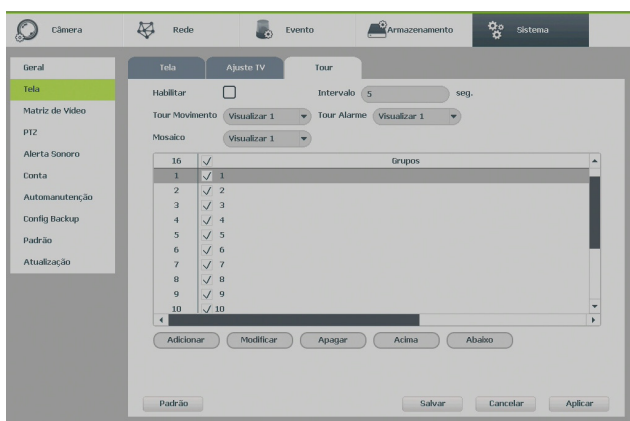 Câmera Rede Evento Armazenamento Sistema
Geral
Tela
Matriz de Vídeo
PTZ
Alerta Sonoro
Conta
Automanutenção
Config Backup
Padrão
Atualização
Tela Ajuste TV Tour
Habilitar Intervalo 5 seg.
Tour Movimento Visualizar 1 Tour Alarme Visualizar 1
Mosaico Visualizar 1
16 Grupos
1 1
2 2
3 3
4 4
5 5
6 6
7 7
8 8
9 9
10 10
Adicionar Modificar Apagar Acima Abaixo
Padrão Salvar Cancelar Aplicar